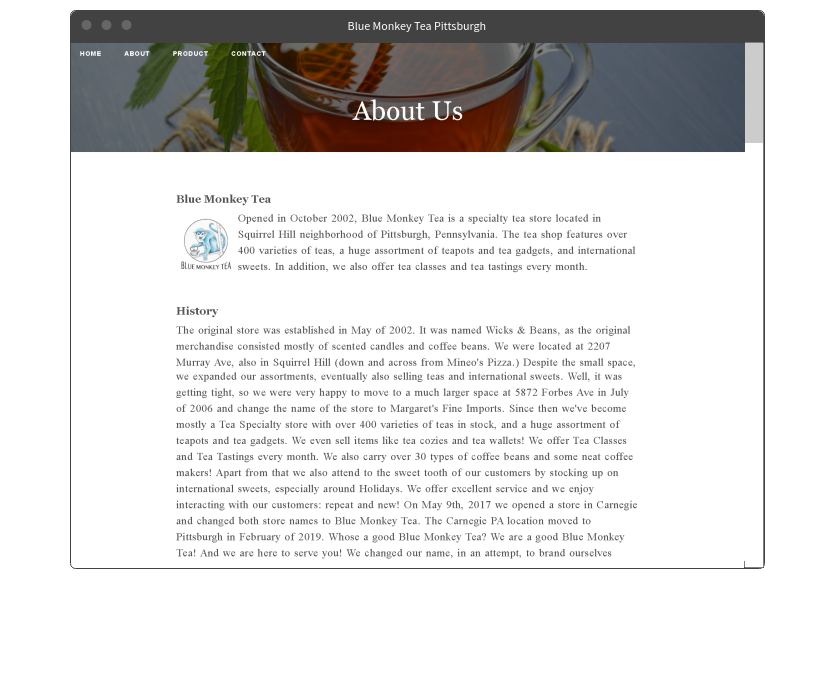 Blue Monkey Tea Pittsburgh
HOME ABOUT PRODUCT CONTACT
About Us
Blue Monkey Tea
Opened in October 2002, Blue Monkey Tea is a specialty tea store located in
Squirrel Hill neighborhood of Pittsburgh, Pennsylvania. The tea shop features over
400 varieties of teas, a huge assortment of teapots and tea gadgets, and international
sweets. In addition, we also offer tea classes and tea tastings every month.
BLUE MONKEY TEA
History
The original store was established in May of 2002. It was named Wicks & Beans, as the original
merchandise consisted mostly of scented candles and coffee beans. We were located at 2207
Murray Ave, also in Squirrel Hill (down and across from Mineo's Pizza.) Despite the small space,
we expanded our assortments, eventually also selling teas and international sweets. Well, it was
getting tight, so we were very happy to move to a much larger space at 5872 Forbes Ave in July
of 2006 and change the name of the store to Margaret's Fine Imports. Since then we've become
mostly a Tea Specialty store with over 400 varieties of teas in stock, and a huge assortment of
teapots and tea gadgets. We even sell items like tea cozies and tea wallets! We offer Tea Classes
and Tea Tastings every month. We also carry over 30 types of coffee beans and some neat coffee
makers! Apart from that we also attend to the sweet tooth of our customers by stocking up on
international sweets, especially around Holidays. We offer excellent service and we enjoy
interacting with our customers: repeat and new! On May 9th, 2017 we opened a store in Carnegie
and changed both store names to Blue Monkey Tea. The Carnegie PA location moved to
Pittsburgh in February of 2019. Whose a good Blue Monkey Tea? We are a good Blue Monkey
Tea! And we are here to serve you! We changed our name, in an attempt, to brand ourselves